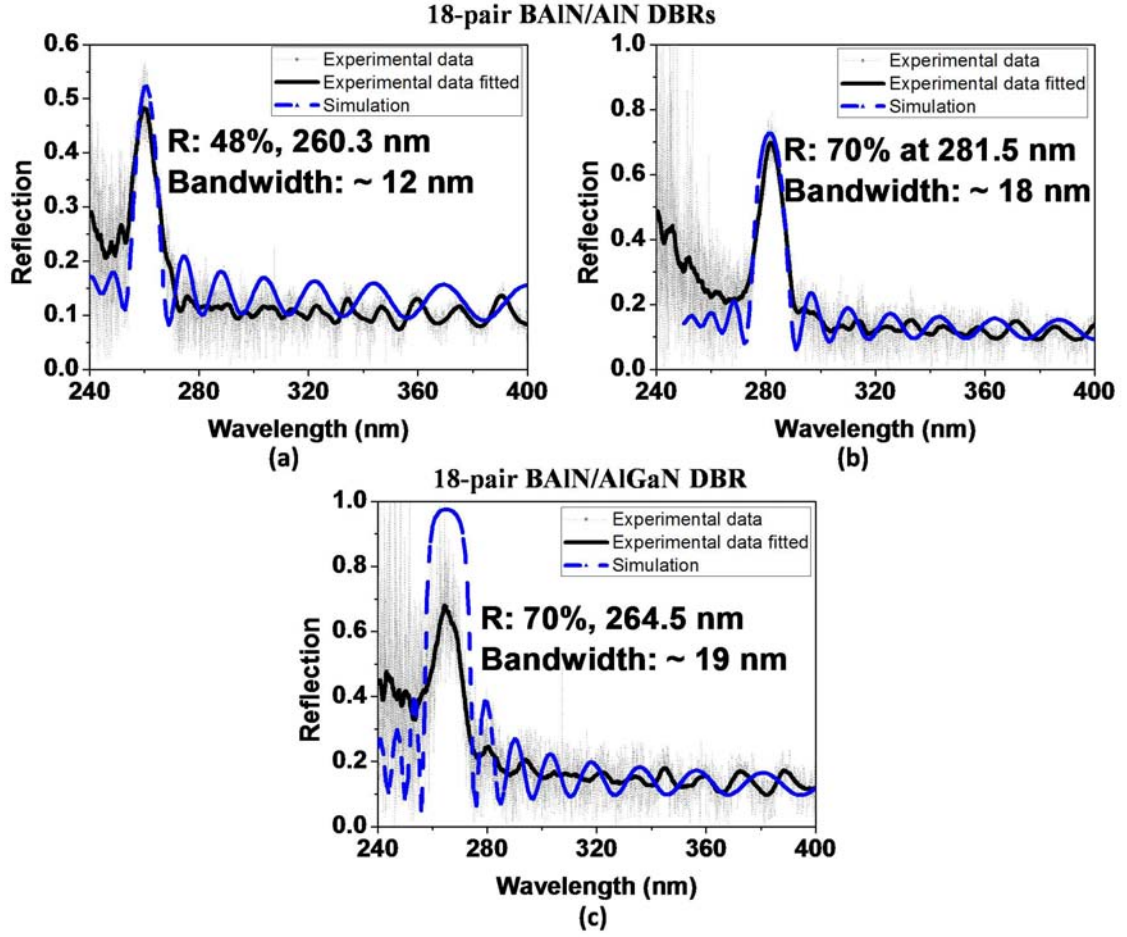 18-pair BAlN/AlN DBRs
0.6
0.5
0.4
0.3
0.2
0.1
0.0
Reflection
Experimental data
Experimental data fitted
Simulation
R: 48%, 260.3 nm
Bandwidth: ~ 12 nm
240 280 320 360 400
Wavelength (nm)
(a)
1.0
0.8
0.6
0.4
0.2
0.0
Reflection
Experimental data
Experimental data fitted
Simulation
R: 70% at 281.5 nm
Bandwidth: ~ 18 nm
240 280 320 360 400
Wavelength (nm)
(b)
18-pair BAlN/AlGaN DBR
1.0
0.8
0.6
0.4
0.2
0.0
Reflection
Experimental data
Experimental data fitted
Simulation
R: 70%, 264.5 nm
Bandwidth: ~ 19 nm
240 280 320 360 400
Wavelength (nm)
(c)